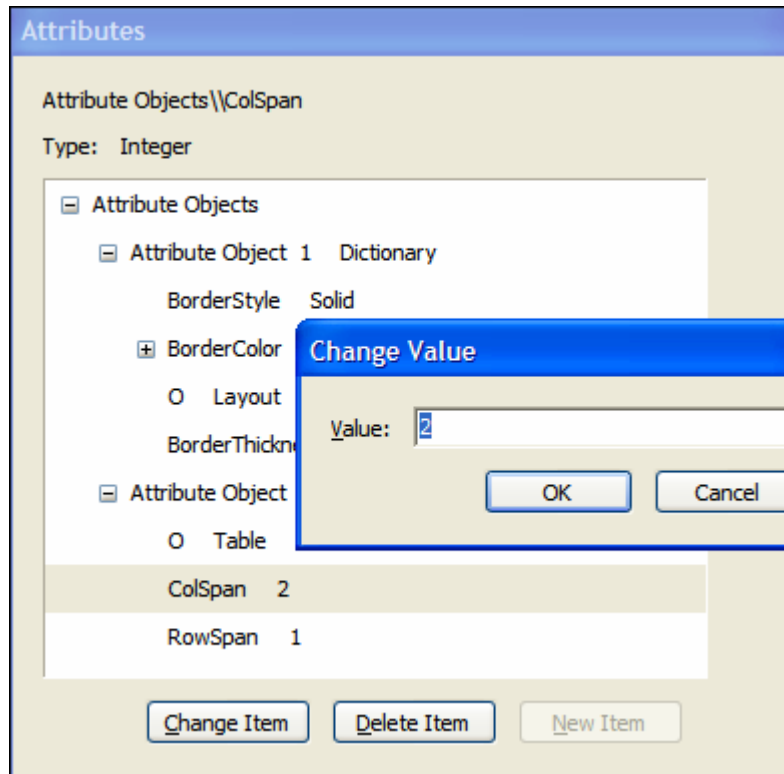 Attributes
Attribute Objects\\ColSpan
Type: Integer
Attribute Objects
Attribute Object 1 Dictionary
BorderStyle Solid
BorderColor
O Layout
BorderThickne
Attribute Object
O Table
ColSpan 2
RowSpan 1
Change Value
Value: 2
OK Cancel
Change Item Delete Item New Item